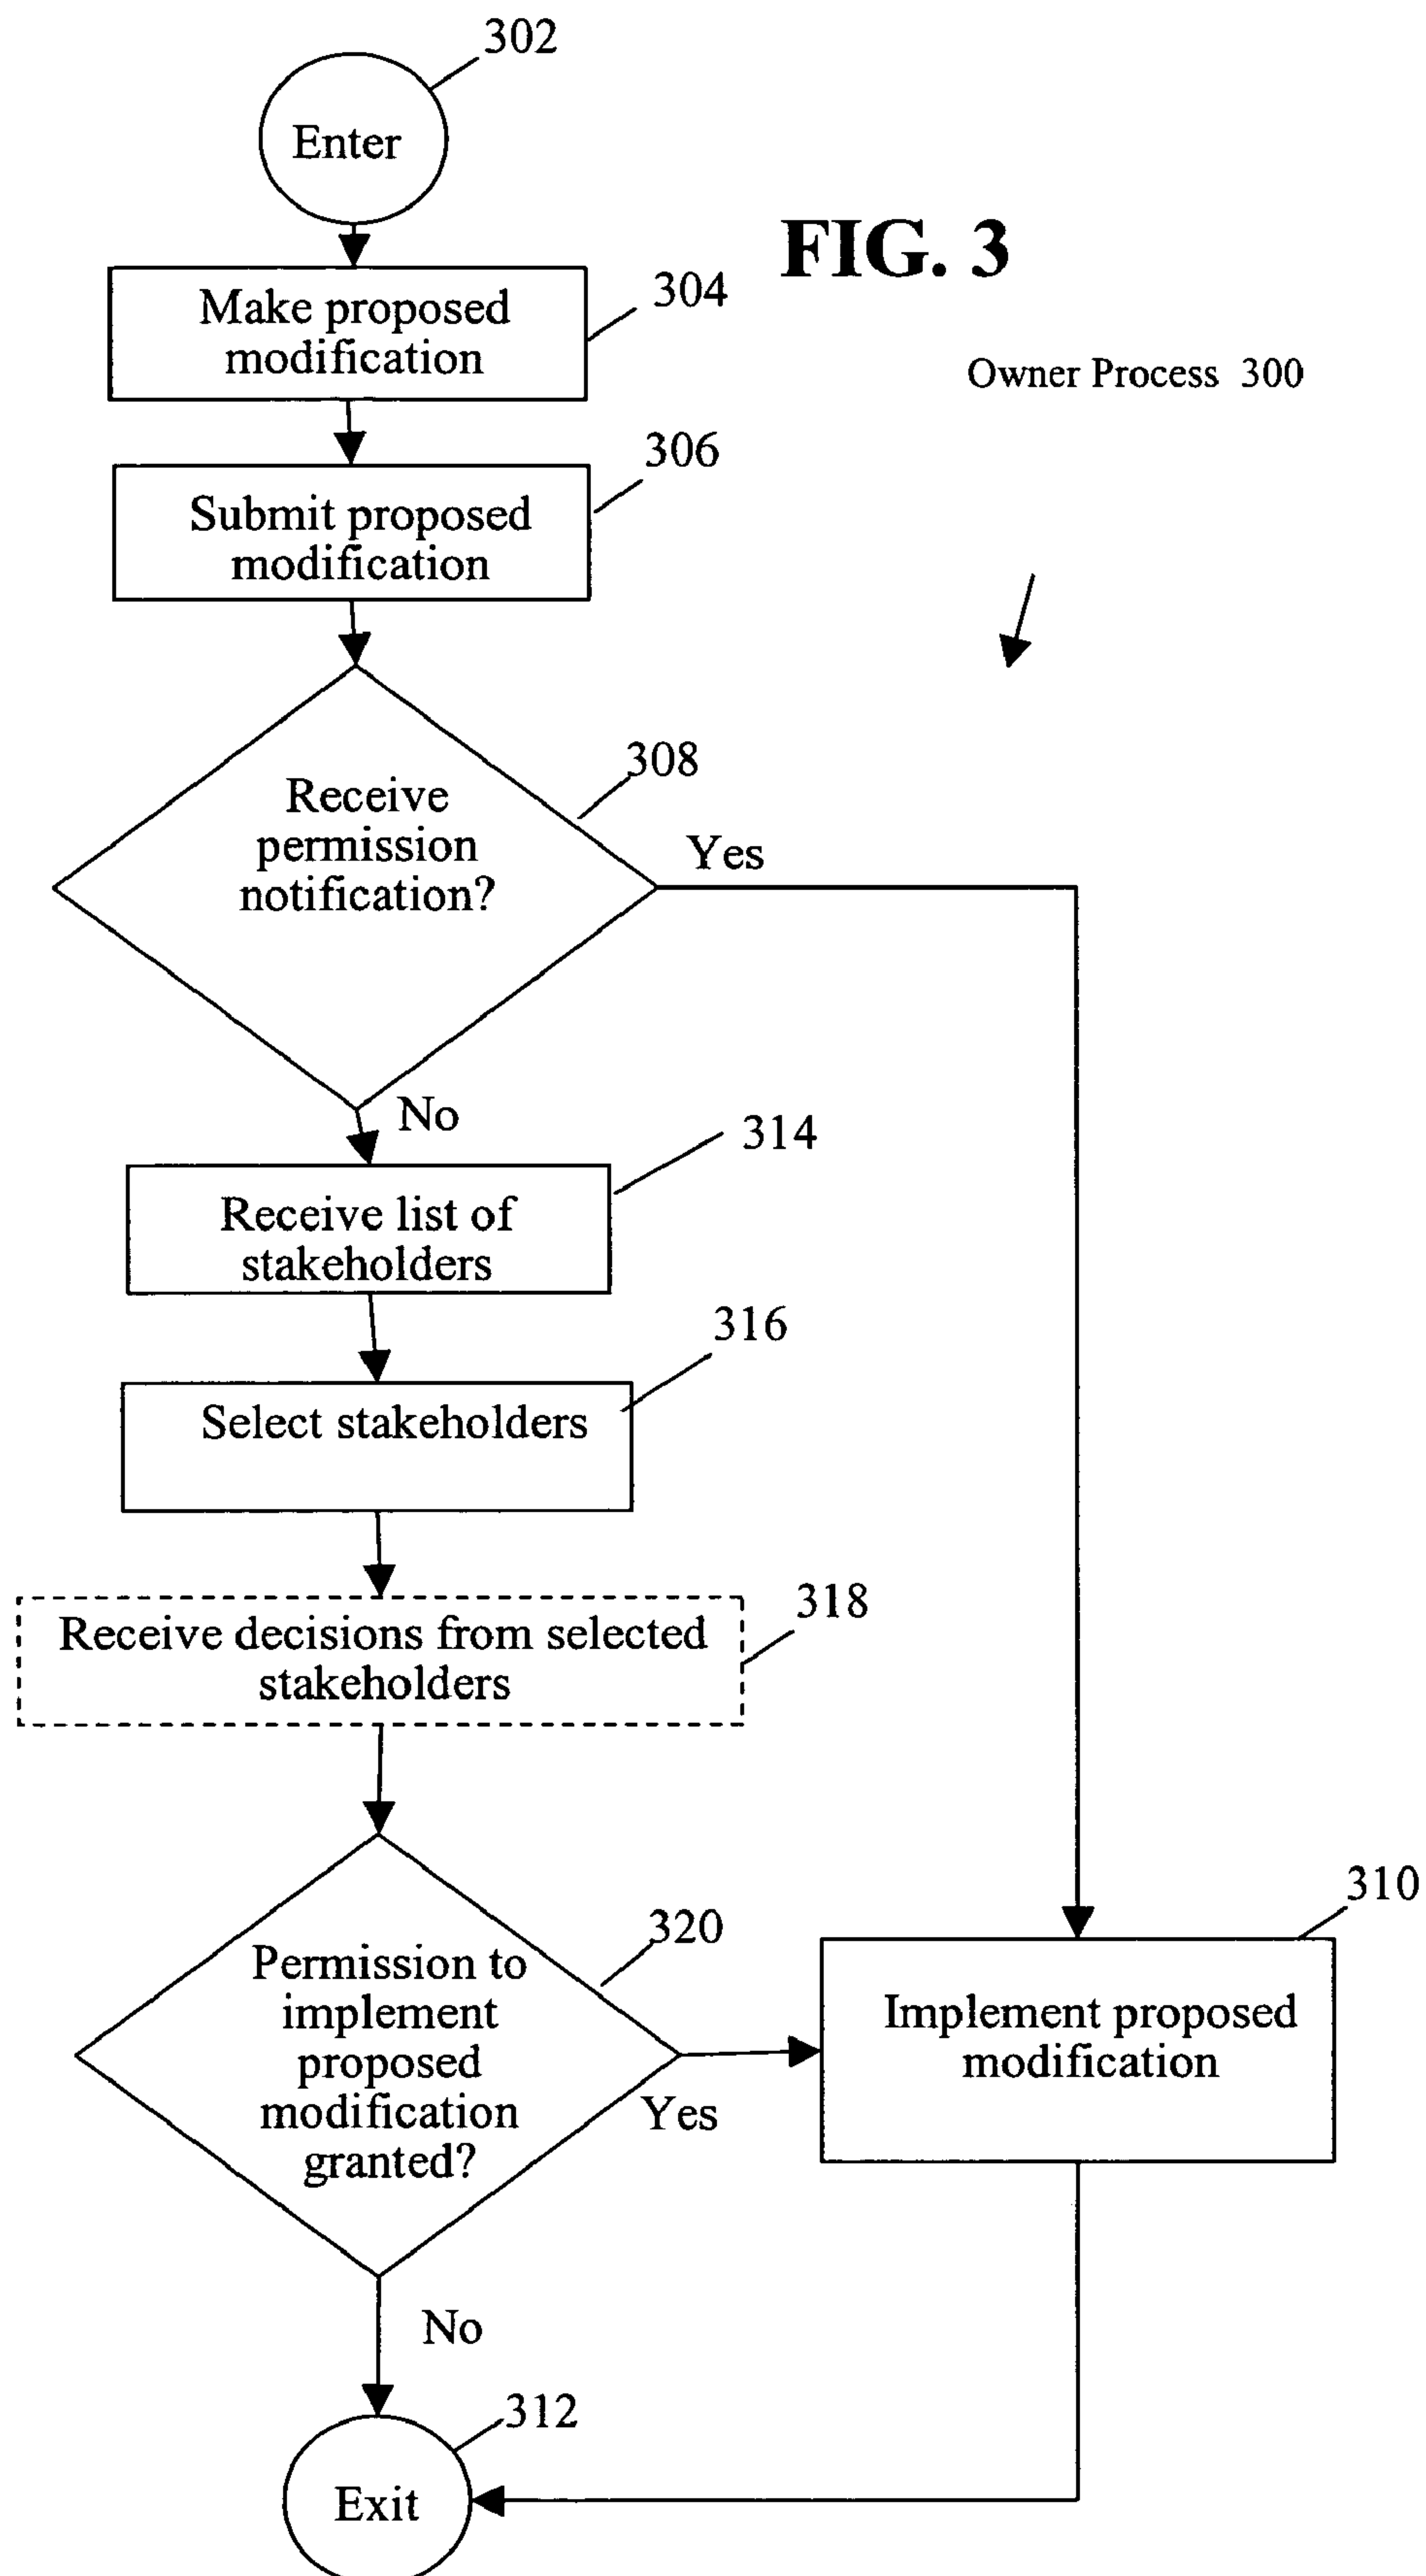 302
Enter
FIG. 3
304
Make proposed
modification
Owner Process 300
306
Submit proposed
modification
308
Receive
permission
notification?
Yes
No
314
Receive list of
stakeholders
316
Select stakeholders
318
Receive decisions from selected
stakeholders
310
320
Permission to
implement
proposed
modification
granted?
Implement proposed
modification
Yes
No
312
Exit